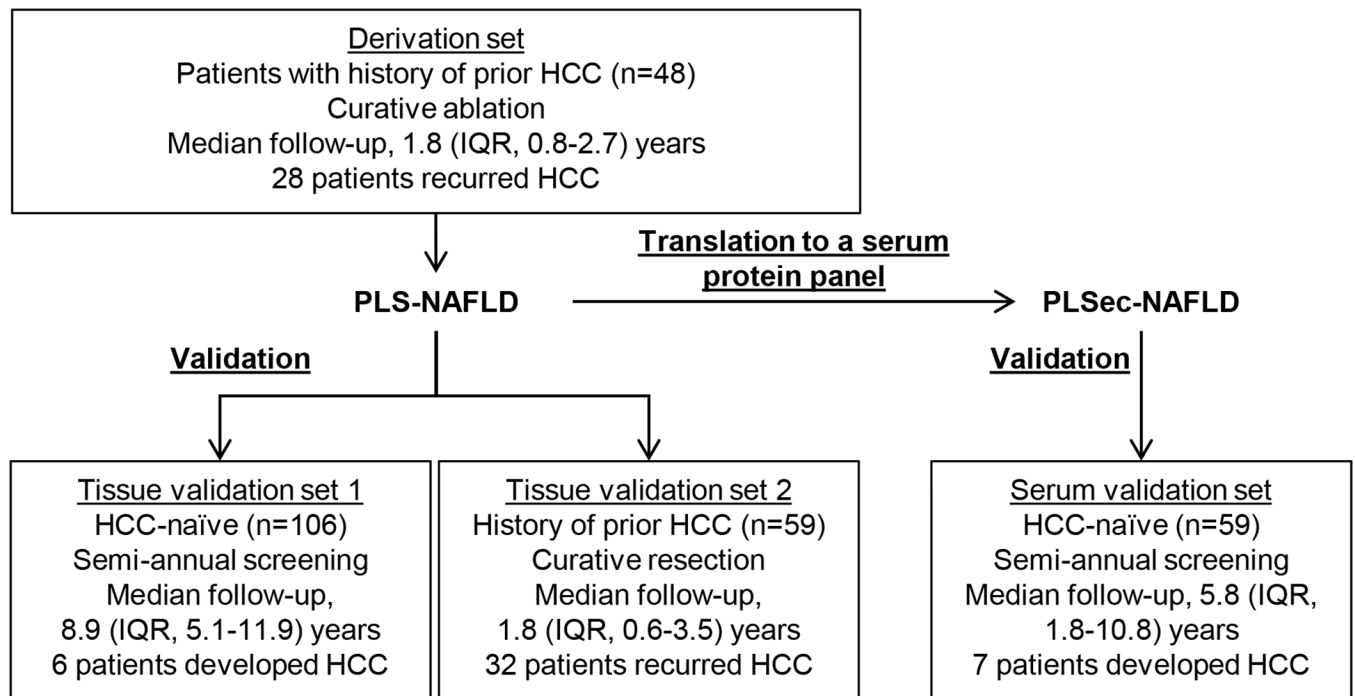 Derivation set
Patients with history of prior HCC (n=48)
Curative ablation
Median follow-up, 1.8 (IQR, 0.8-2.7) years
28 patients recurred HCC
Translation to a serum
protein panel
PLS-NAFLD
PLSec-NAFLD
Validation
Validation
Tissue validation set 1
HCC-naïve (n=106)
Semi-annual screening
Median follow-up,
8.9 (IQR, 5.1-11.9) years
6 patients developed HCC
Tissue validation set 2
History of prior HCC (n=59)
Curative resection
Median follow-up,
1.8 (IQR, 0.6-3.5) years
32 patients recurred HCC
Serum validation set
HCC-naïve (n=59)
Semi-annual screening
Median follow-up, 5.8 (IQR,
1.8-10.8) years
7 patients developed HCC